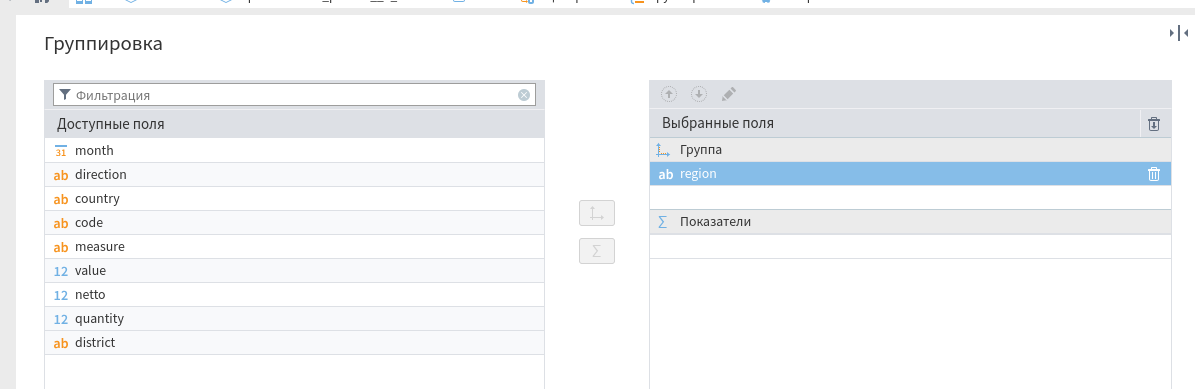 Группировка
Фильтрация
Доступные поля
31 month
ab direction
ab country
ab code
ab measure
12 value
12 netto
12 quantity
ab district
Σ
Выбранные поля
Группа
ab region
Σ Показатели